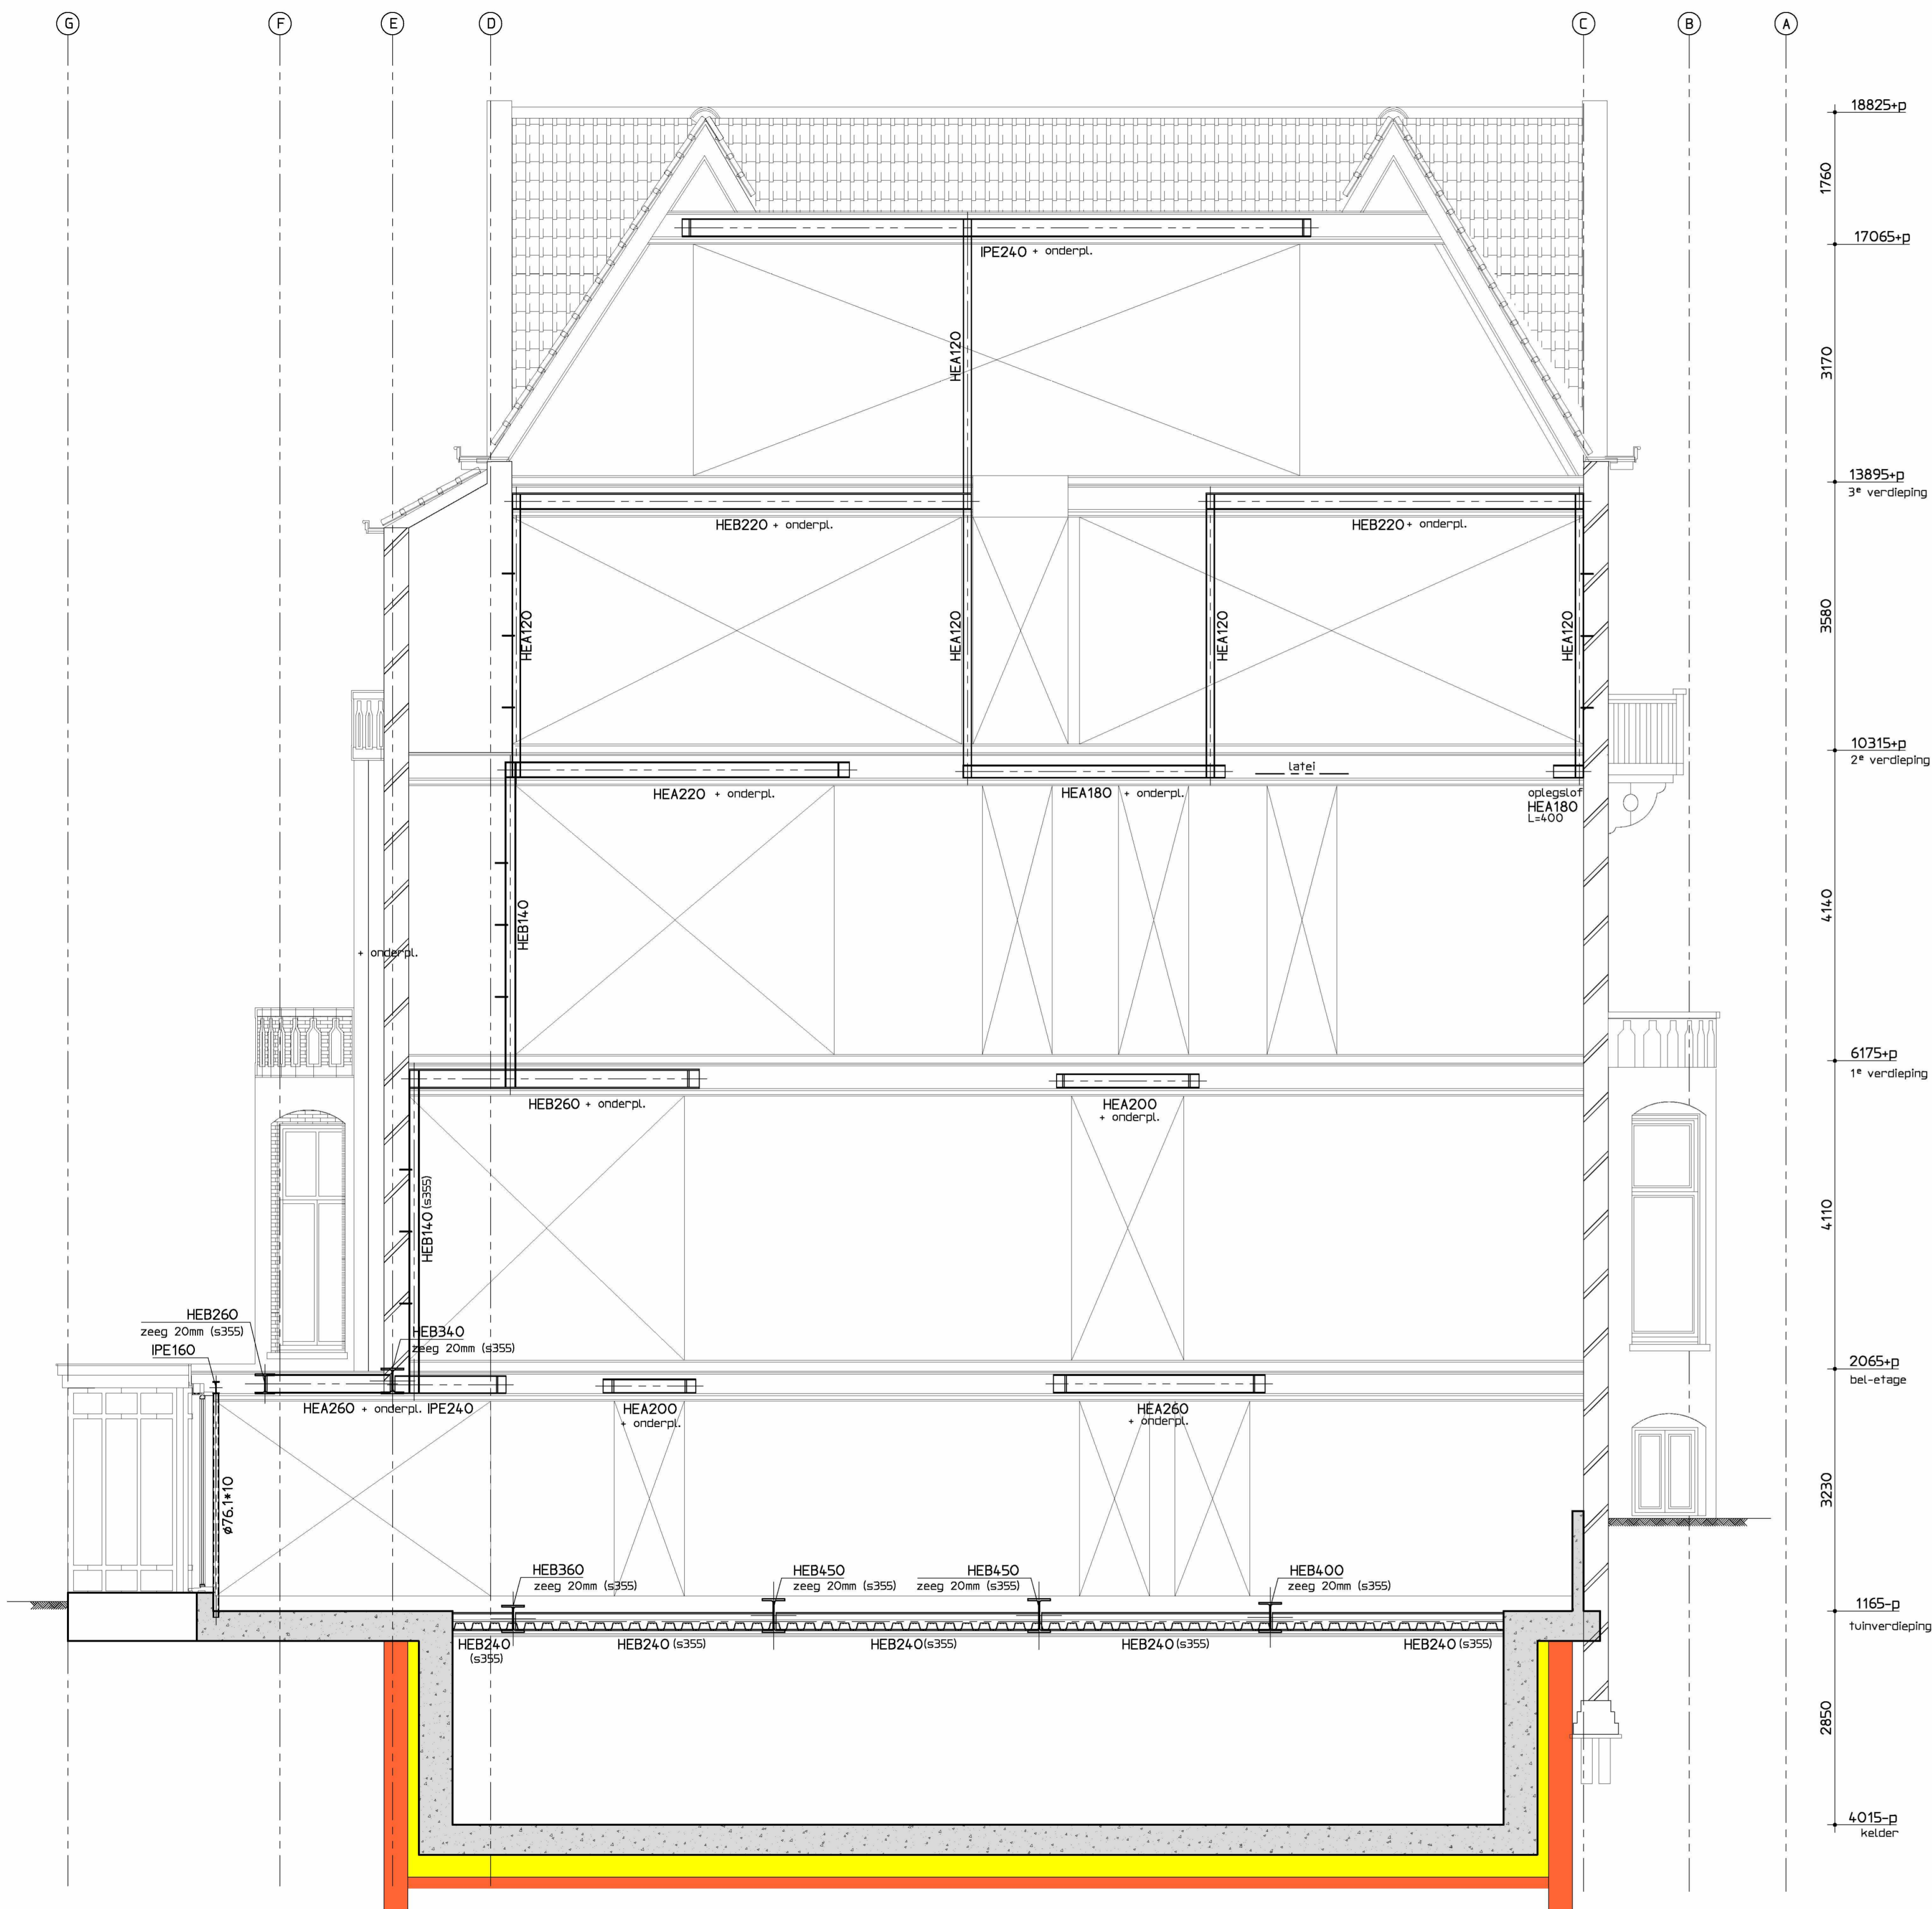 G
F
E
D
C
B
A
18825+p
1760
17065+p
IPE240 + onderpl.
HEA120
3170
13895+p
3e verdieping
HEB220 + onderpl.
HEB220 + onderpl.
HEA120
HEA120
HEA120
HEA120
3580
10315+p
2e verdieping
latei
HEA220 + onderpl.
HEA180 + onderpl.
oplegslof
HEA180
L=400
HEB140
4140
+ onderpl.
6175+p
1e verdieping
HEB260 + onderpl.
HEA200
+ onderpl.
HEB140 (s355)
4110
HEB260
zeeg 20mm (s355)
IPE160
HEB340
zeeg 20mm (s355)
2065+p
bel-etage
HEA260 + onderpl. IPE240
HEA200
+ onderpl.
HEA260
+ onderpl.
ø76.1*10
3230
HEB360
zeeg 20mm (s355)
HEB450
zeeg 20mm (s355)
HEB450
zeeg 20mm (s355)
HEB400
zeeg 20mm (s355)
1165-p
tuinverdieping
HEB240
(s355)
HEB240 (s355)
HEB240 (s355)
HEB240 (s355)
HEB240 (s355)
2850
4015-p
kelder